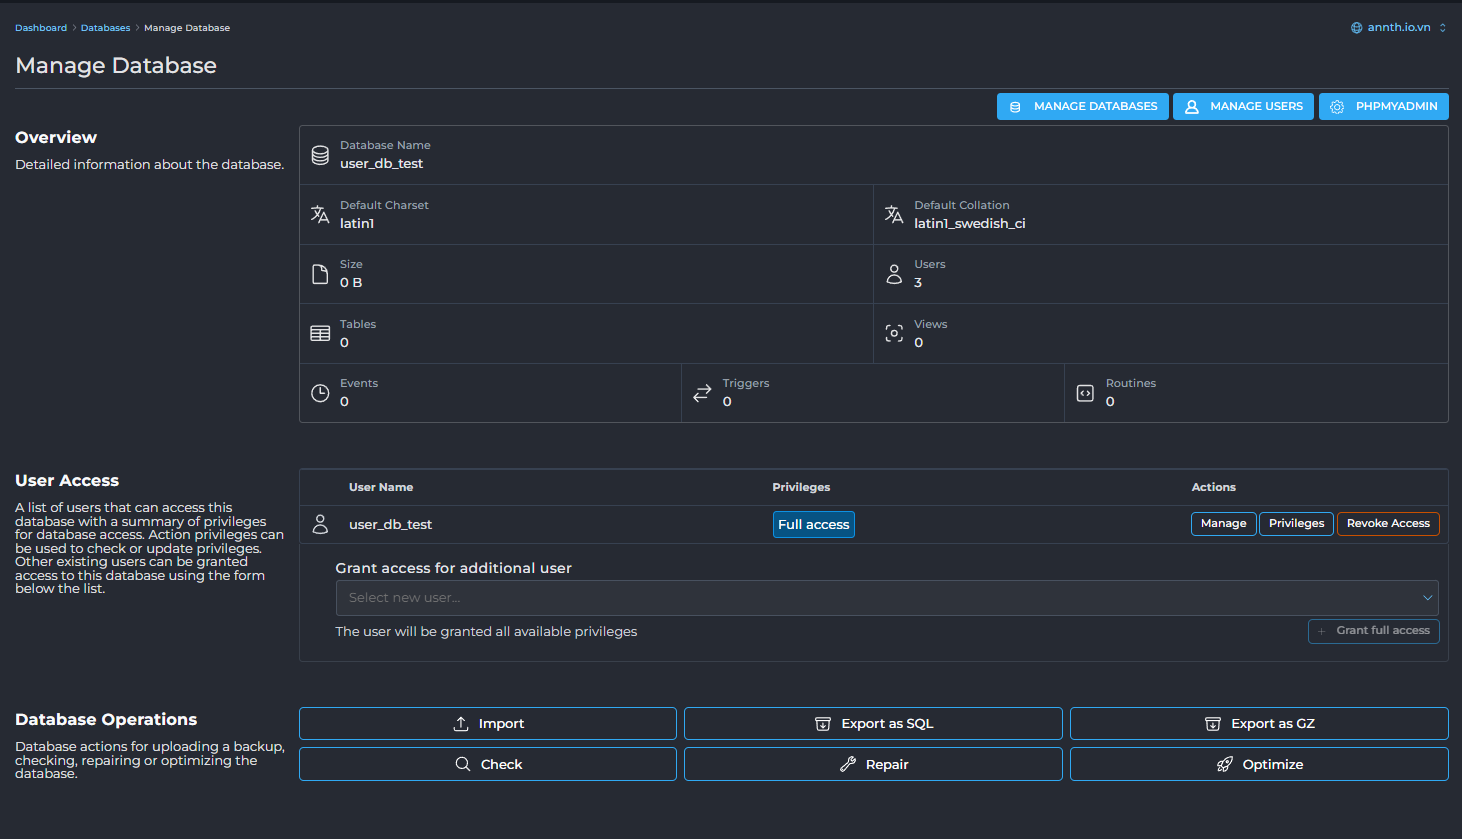 Dashboard > Databases > Manage Database
annth.io.vn
Manage Database
MANAGE DATABASES
MANAGE USERS
PHPMYADMIN
Overview
Detailed information about the database.
Database Name
user_db_test
Default Charset
latin1
Default Collation
latin1_swedish_ci
Size
0 B
Users
3
Tables
0
Views
0
Events
0
Triggers
0
Routines
0
User Access
A list of users that can access this
database with a summary of privileges
for database access. Action privileges can
be used to check or update privileges.
Other existing users can be granted
access to this database using the form
below the list.
User Name
Privileges
Actions
user_db_test
Full access
Manage
Privileges
Revoke Access
Grant access for additional user
Select new user...
The user will be granted all available privileges
+ Grant full access
Database Operations
Database actions for uploading a backup,
checking, repairing or optimizing the
database.
Import
Export as SQL
Export as GZ
Check
Repair
Optimize